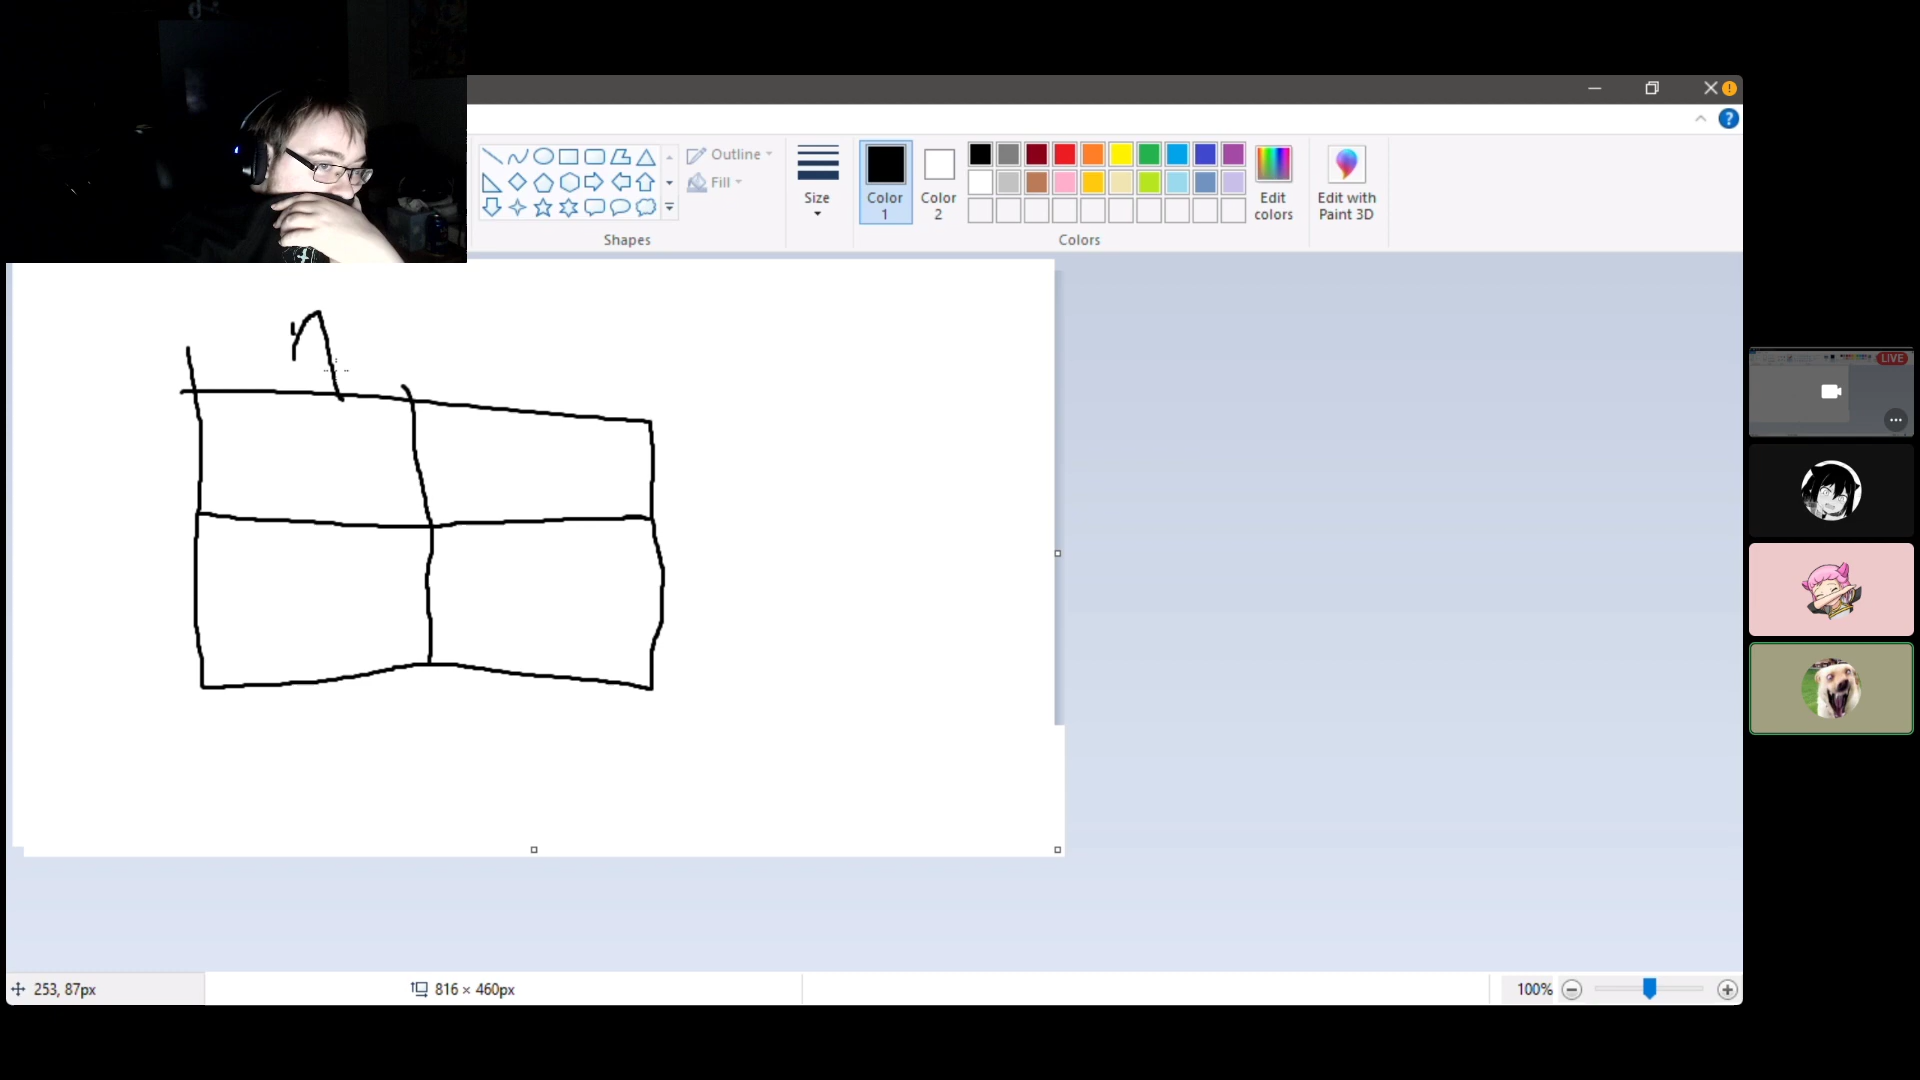 Outline
Fill
Shapes
Size
Color 1
Color 2
Edit colors
Edit with Paint 3D
Colors
n
LIVE
253, 87px
816 × 460px
100%